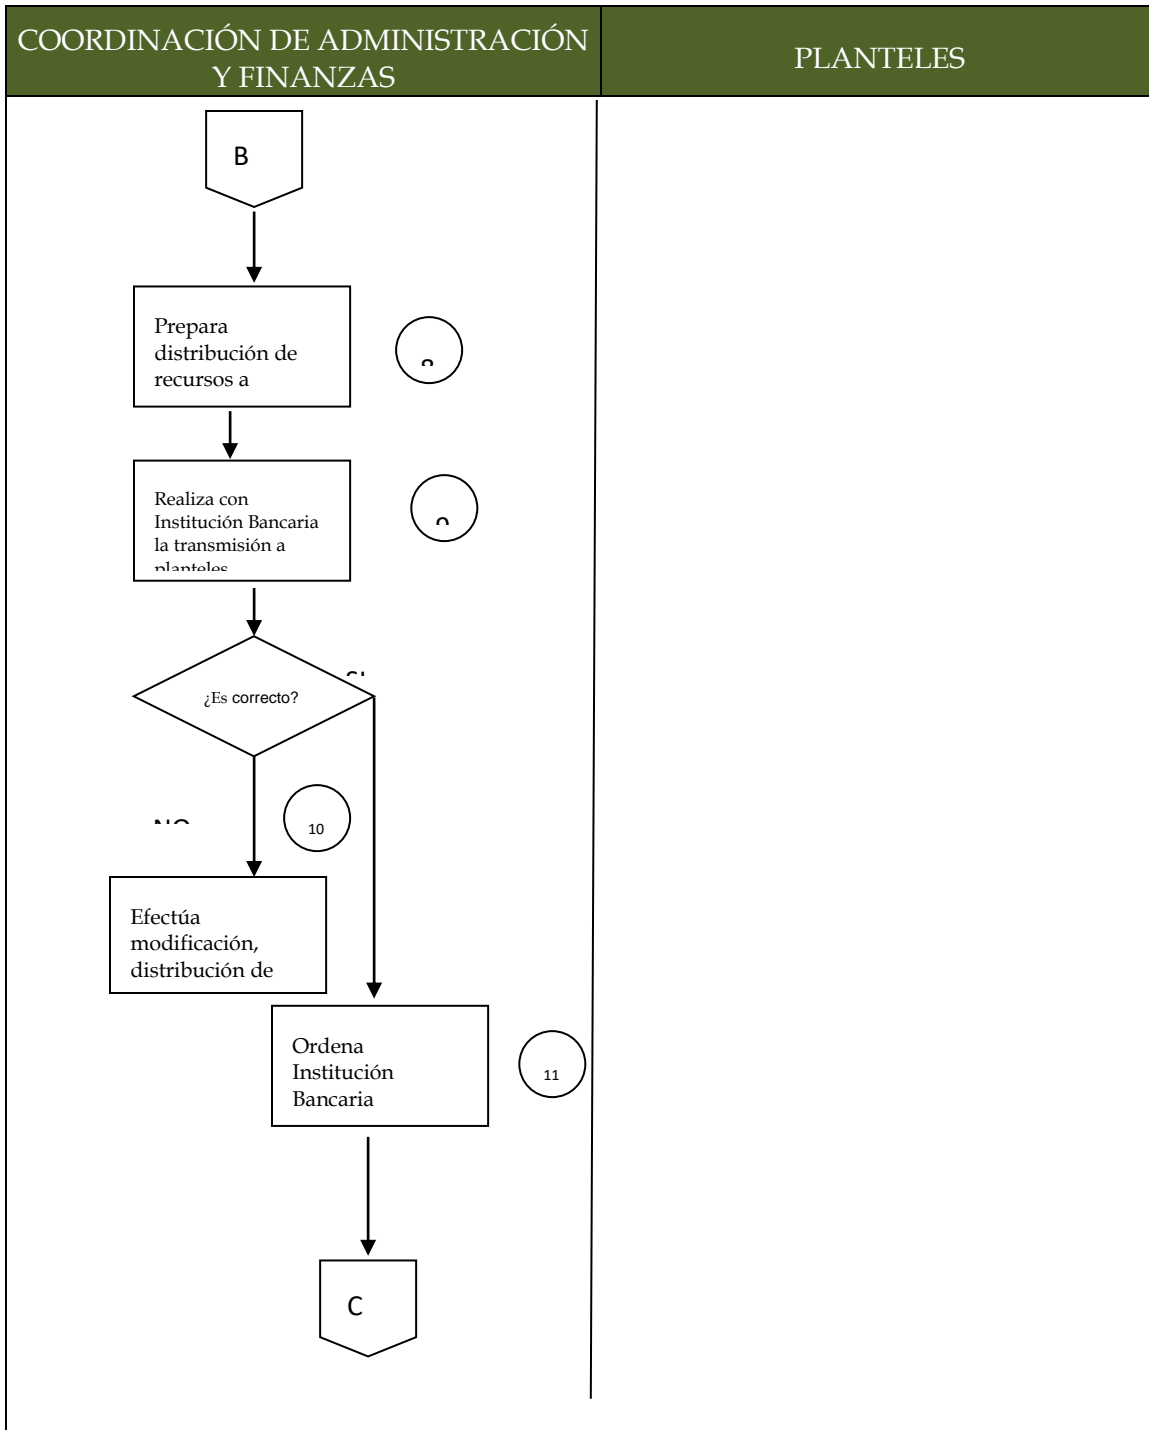 COORDINACIÓN DE ADMINISTRACIÓN
Y FINANZAS
PLANTELES
B
Prepara
distribución de
recursos a
Realiza con
Institución Bancaria
la transmisión a
planteles
¿Es correcto?
10
Efectúa
modificación,
distribución de
Ordena
Institución
Bancaria
11
C